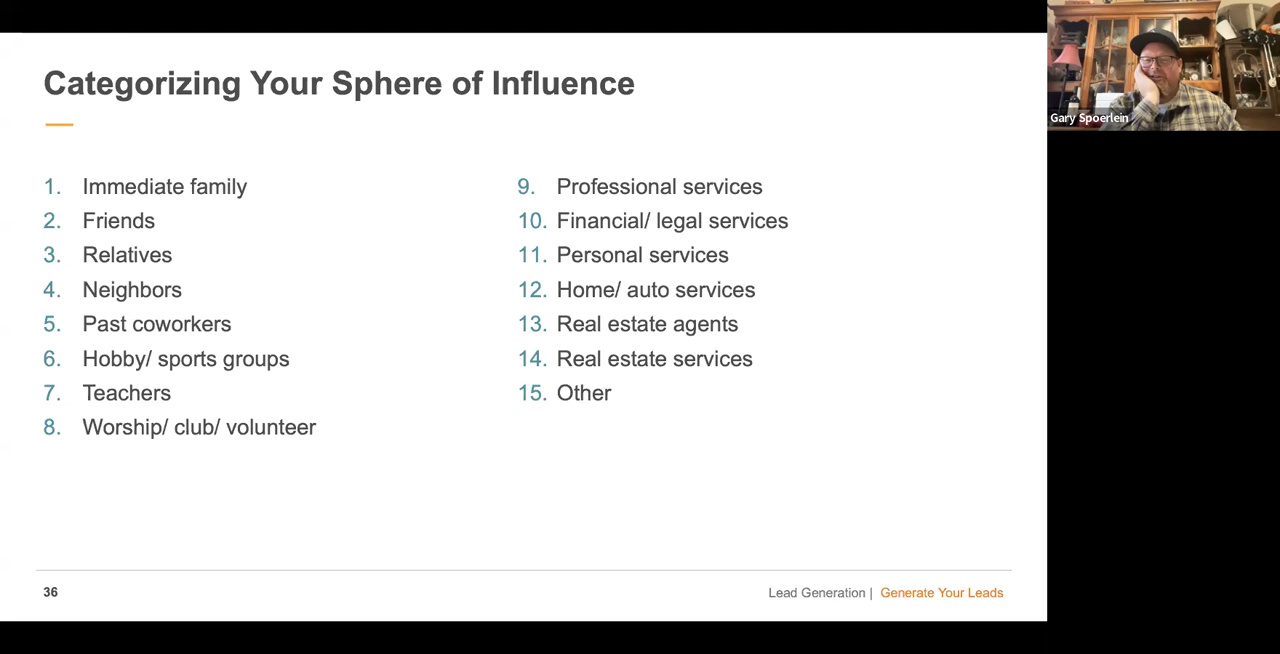 Categorizing Your Sphere of Influence
1. Immediate family
2. Friends
3. Relatives
4. Neighbors
5. Past coworkers
6. Hobby/ sports groups
7. Teachers
8. Worship/ club/ volunteer
9. Professional services
10. Financial/ legal services
11. Personal services
12. Home/ auto services
13. Real estate agents
14. Real estate services
15. Other
36
Lead Generation | Generate Your Leads
Gary Spoerlein